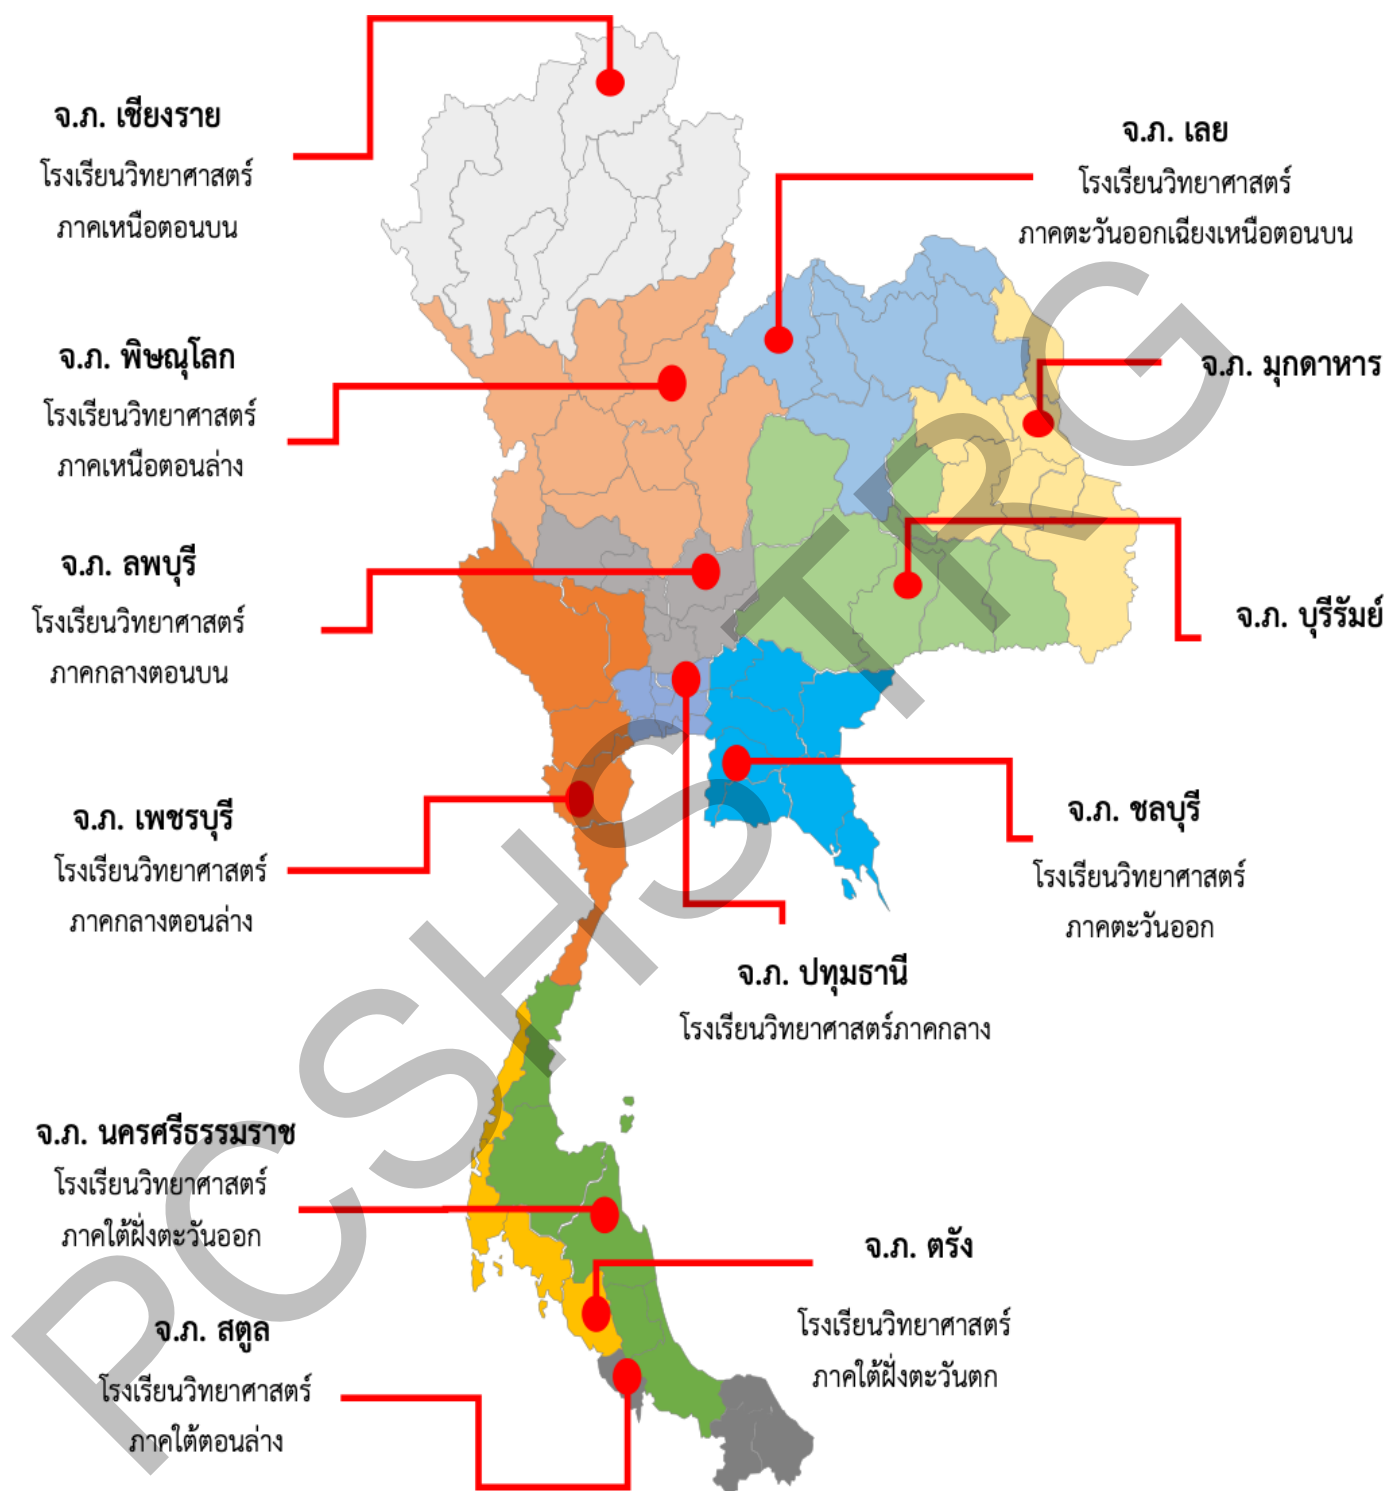 จ.ภ. เชียงราย
โรงเรียนวิทยาศาสตร์
ภาคเหนือตอนบน
จ.ภ. เลย
โรงเรียนวิทยาศาสตร์
ภาคตะวันออกเฉียงเหนือตอนบน
จ.ภ. พิษณุโลก
โรงเรียนวิทยาศาสตร์
ภาคเหนือตอนล่าง
จ.ภ. มุกดาหาร
จ.ภ. ลพบุรี
โรงเรียนวิทยาศาสตร์
ภาคกลางตอนบน
จ.ภ. บุรีรัมย์
จ.ภ. เพชรบุรี
โรงเรียนวิทยาศาสตร์
ภาคกลางตอนล่าง
จ.ภ. ชลบุรี
โรงเรียนวิทยาศาสตร์
ภาคตะวันออก
จ.ภ. ปทุมธานี
โรงเรียนวิทยาศาสตร์ภาคกลาง
จ.ภ. นครศรีธรรมราช
โรงเรียนวิทยาศาสตร์
ภาคใต้ฝั่งตะวันออก
จ.ภ. ตรัง
โรงเรียนวิทยาศาสตร์
ภาคใต้ฝั่งตะวันตก
จ.ภ. สตูล
โรงเรียนวิทยาศาสตร์
ภาคใต้ตอนล่าง
PCSHSTRG